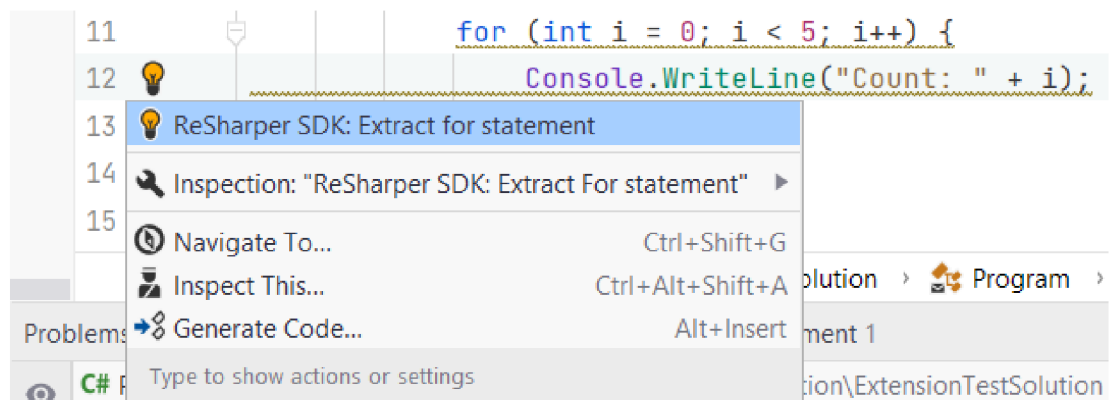 11 for (int i = 0; i < 5; i++) {
12 Console.WriteLine("Count: " + i);
13 ReSharper SDK: Extract for statement
14
Inspection: "ReSharper SDK: Extract For statement"
15
Navigate To... Ctrl+Shift+G
Inspect This... Ctrl+Alt+Shift+A
olution › Program ›
Generate Code... Alt+Insert
Problems ment 1
Type to show actions or settings
C# tion\ExtensionTestSolution